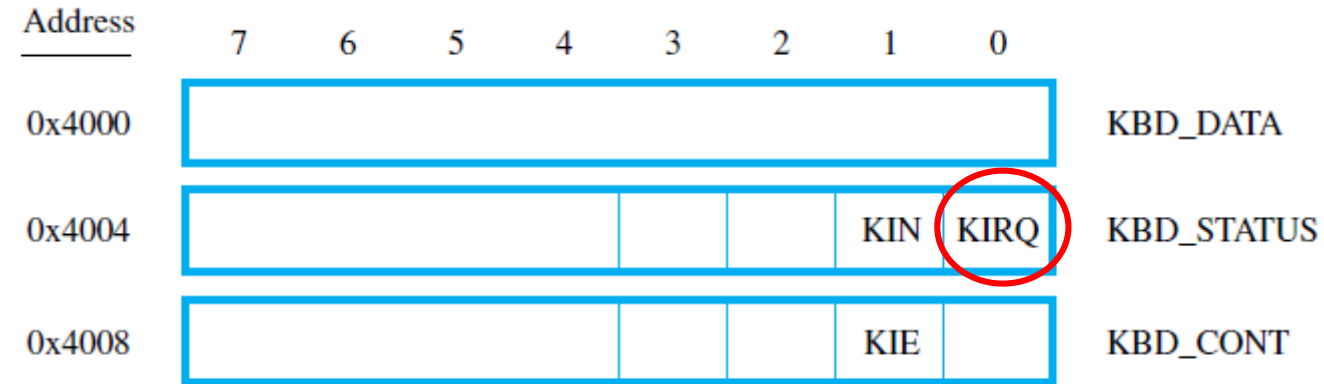 Address 7 6 5 4 3 2 1 0
0x4000 KBD_DATA
0x4004 KIN KIRQ KBD_STATUS
0x4008 KIE KBD_CONT